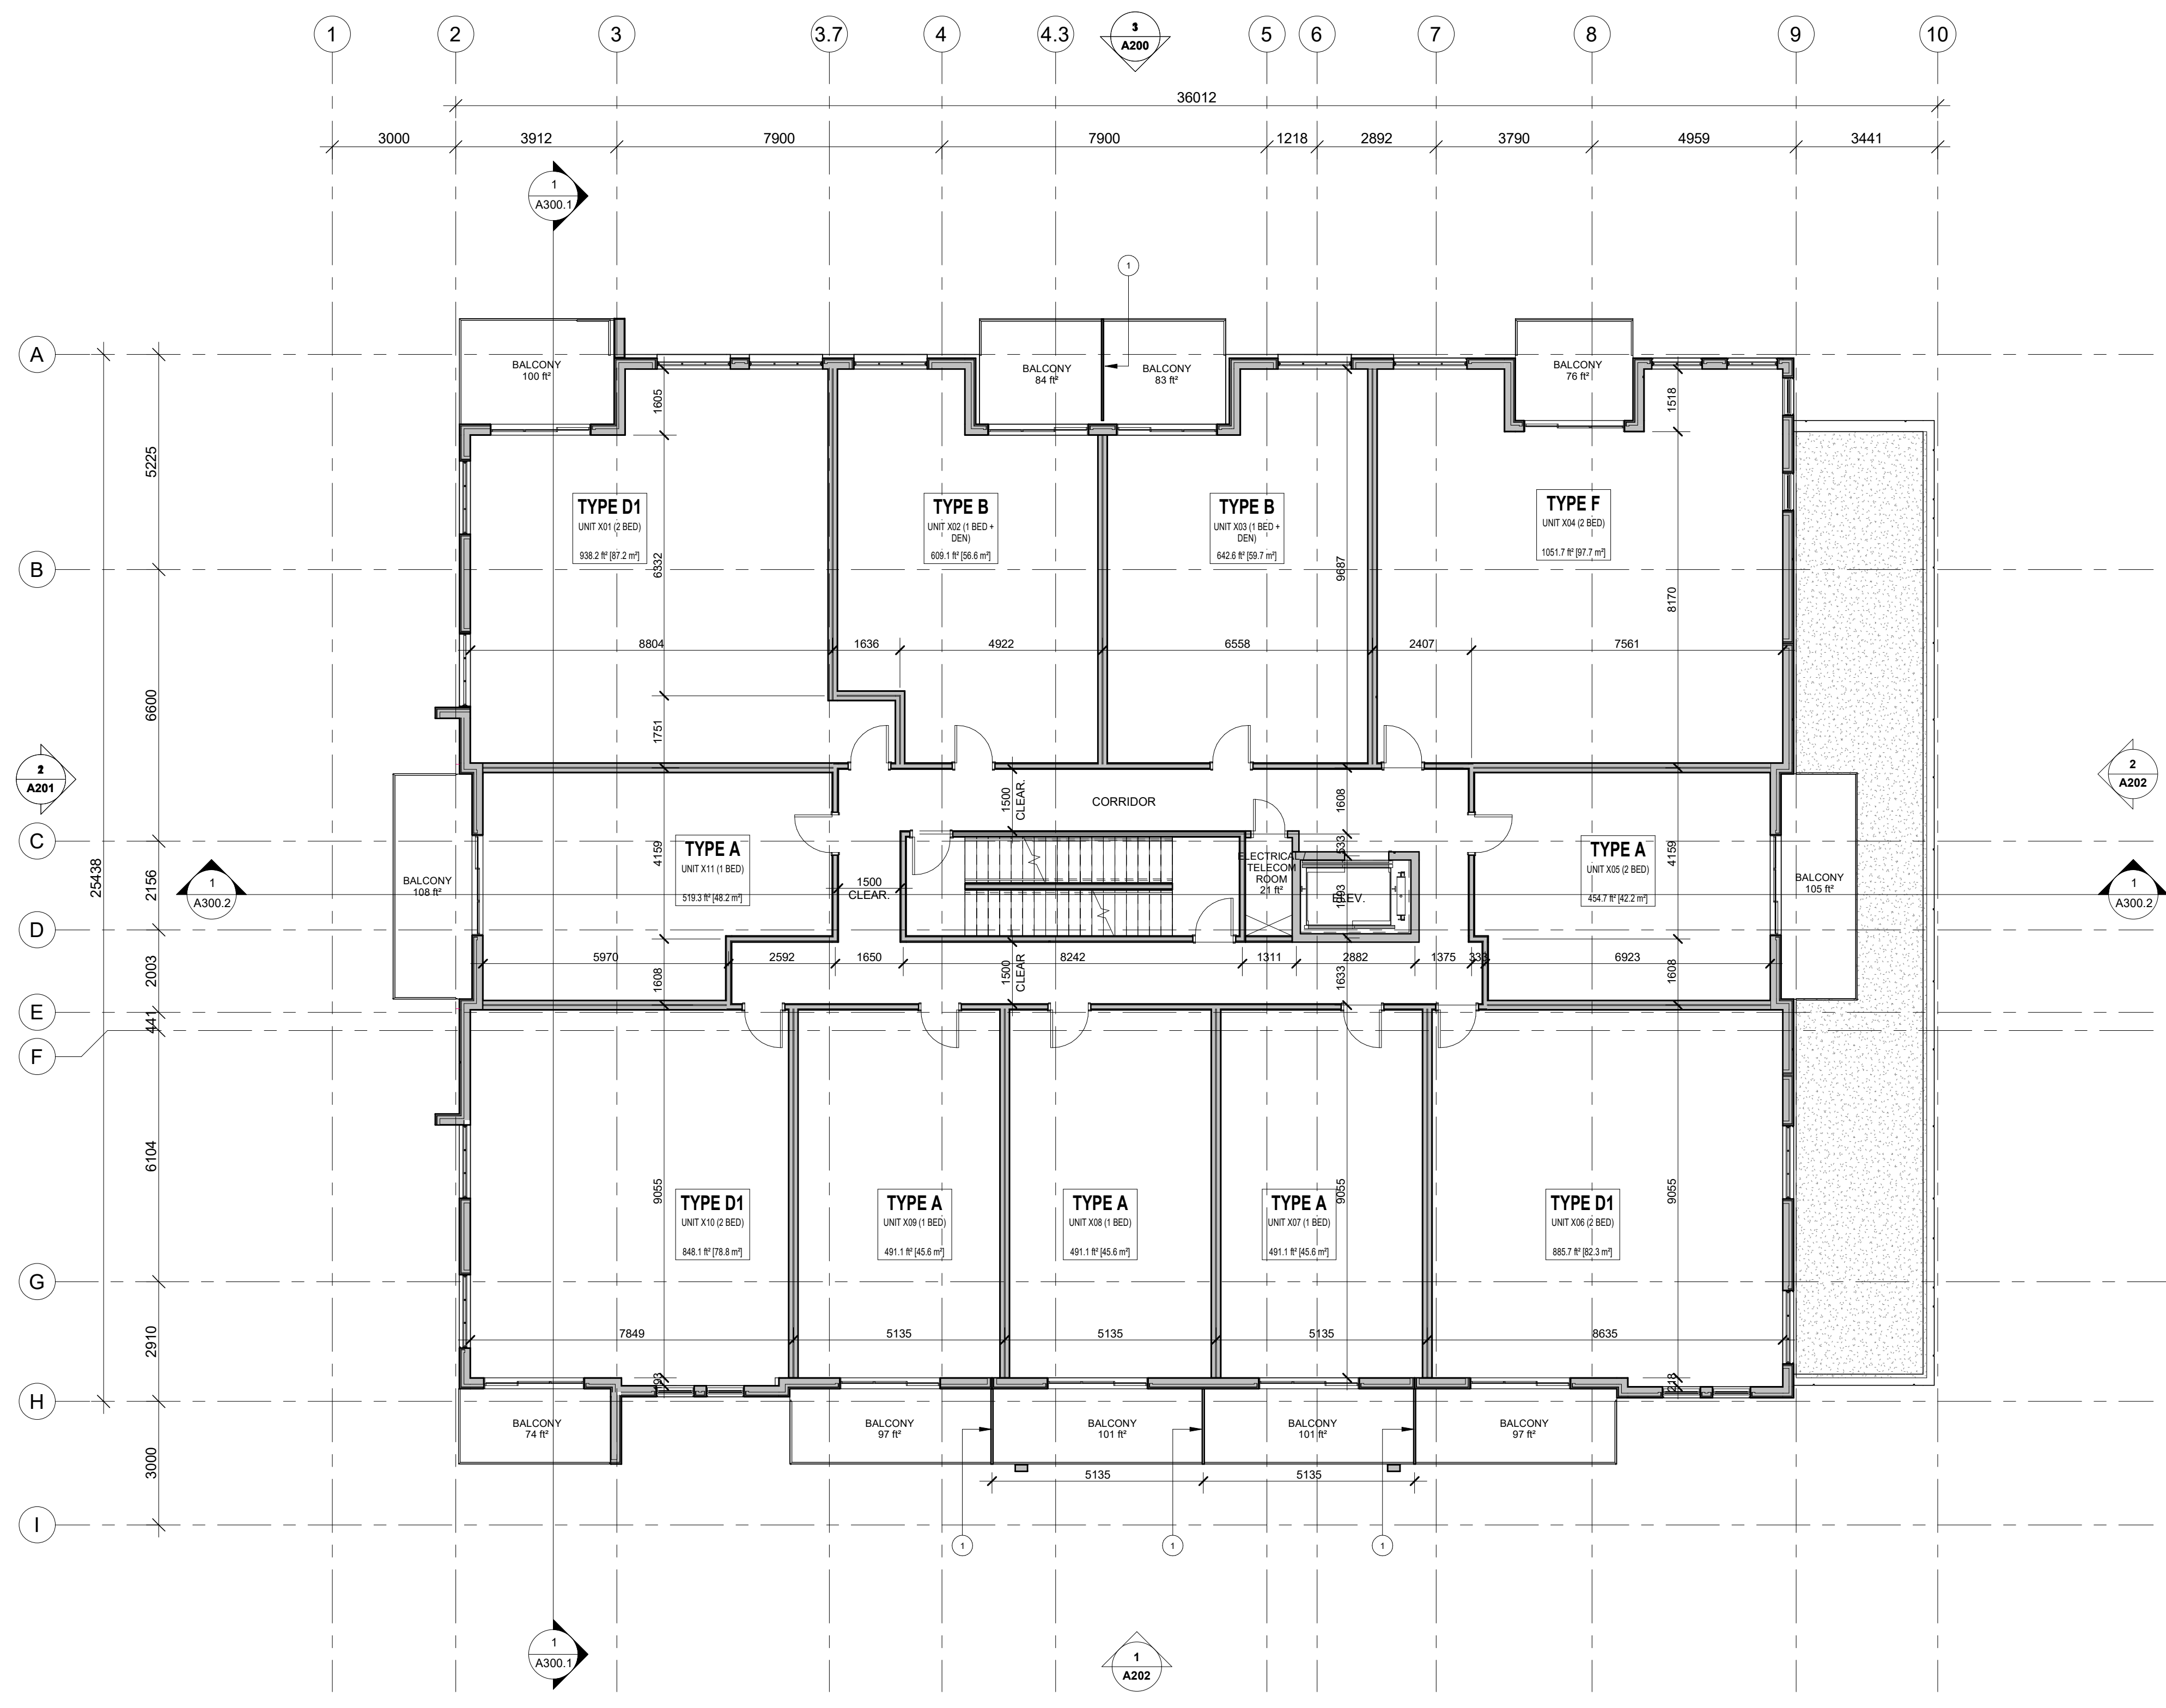 1
2
3
3.7
4
4.3
3
A200
5
6
7
8
9
10
36012
3000
3912
7900
7900
1218
2892
3790
4959
3441
1
A300.1
1
A
B
C
D
E
F
G
H
I
25438
5225
6600
2156
2003
441
6104
2910
3000
BALCONY
100 ft²
BALCONY
84 ft²
BALCONY
83 ft²
BALCONY
76 ft²
1605
1518
TYPE D1
UNIT X01 (2 BED)
938.2 ft² [87.2 m²]
TYPE B
UNIT X02 (1 BED +
DEN)
609.1 ft² [56.6 m²]
TYPE B
UNIT X03 (1 BED +
DEN)
642.6 ft² [59.7 m²]
TYPE F
UNIT X04 (2 BED)
1051.7 ft² [97.7 m²]
6332
9687
8170
8804
1636
4922
6558
2407
7561
1751
2
A201
2
A202
1500
CLEAR.
CORRIDOR
1608
533
TYPE A
UNIT X11 (1 BED)
519.3 ft² [48.2 m²]
4159
1500
CLEAR.
ELECTRICAL/
TELECOM
ROOM
21 ft²
1993
ELEV.
TYPE A
UNIT X05 (2 BED)
454.7 ft² [42.2 m²]
4159
BALCONY
108 ft²
BALCONY
105 ft²
1
A300.2
1
A300.2
5970
2592
1650
8242
1311
2882
1375
333
6923
1608
1500
CLEAR
1633
1608
9055
9055
9055
TYPE D1
UNIT X10 (2 BED)
848.1 ft² [78.8 m²]
TYPE A
UNIT X09 (1 BED)
491.1 ft² [45.6 m²]
TYPE A
UNIT X08 (1 BED)
491.1 ft² [45.6 m²]
TYPE A
UNIT X07 (1 BED)
491.1 ft² [45.6 m²]
TYPE D1
UNIT X06 (2 BED)
885.7 ft² [82.3 m²]
7849
5135
5135
5135
8635
218
BALCONY
74 ft²
BALCONY
97 ft²
BALCONY
101 ft²
BALCONY
101 ft²
BALCONY
97 ft²
5135
5135
1
1
1
1
A300.1
1
A202